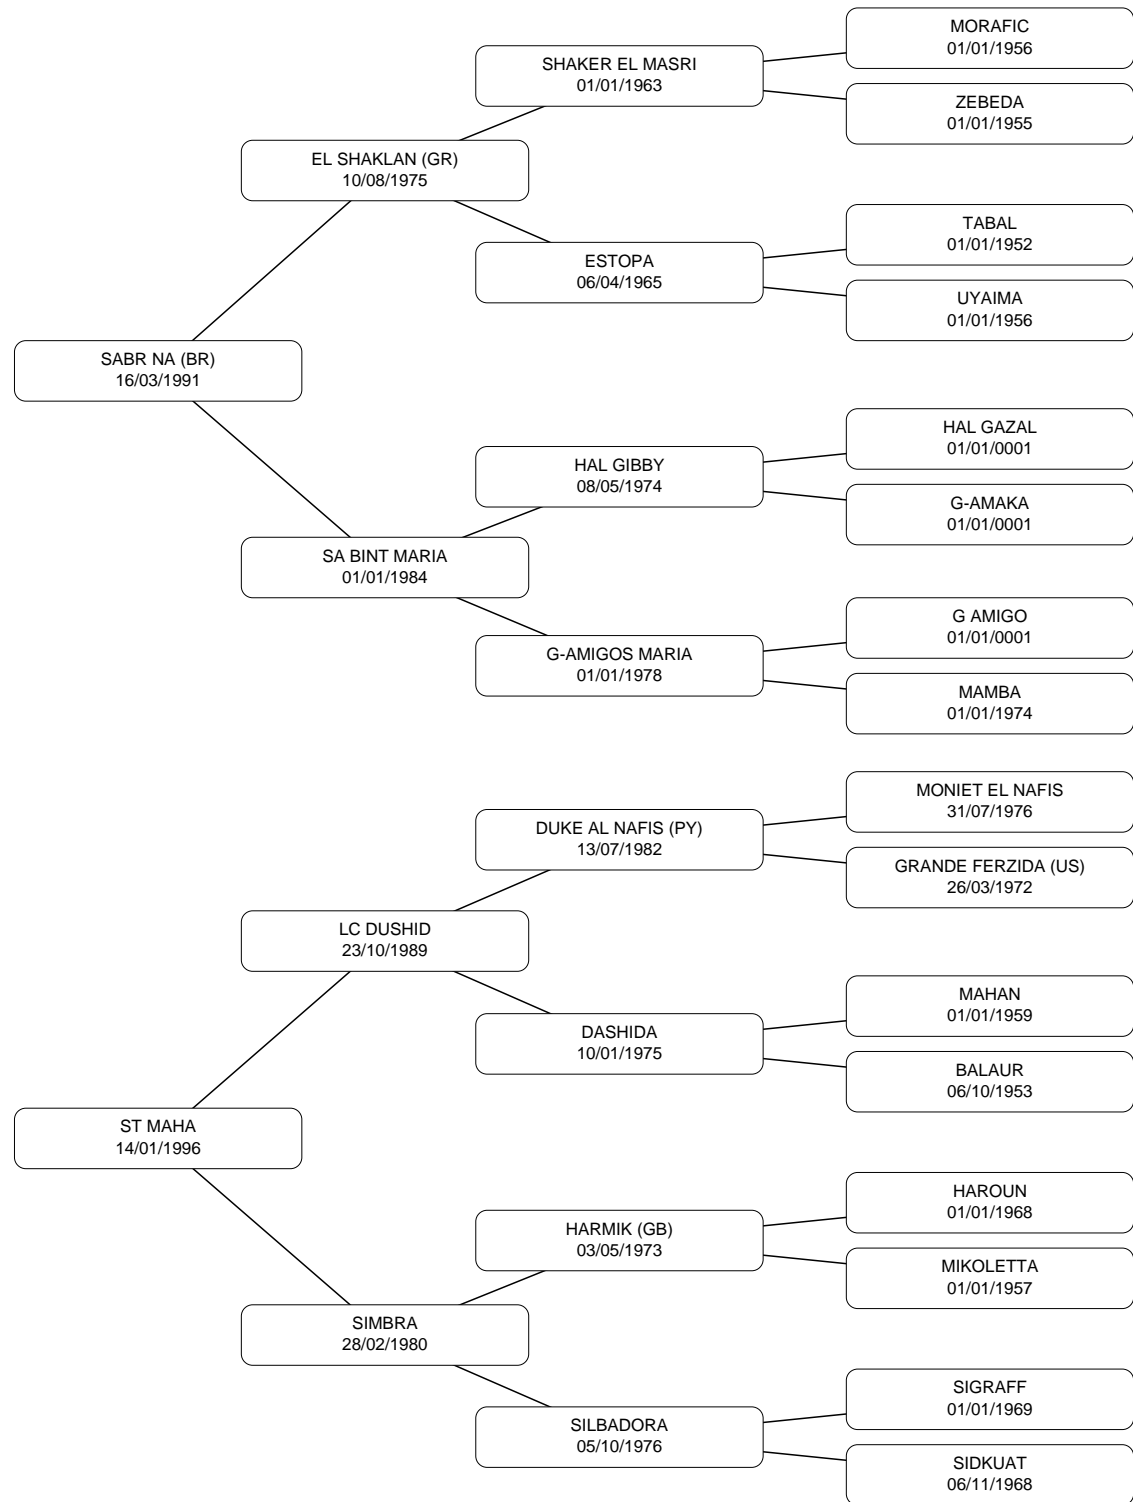 MORAFIC
01/01/1956
SHAKER EL MASRI
01/01/1963
ZEBEDA
01/01/1955
EL SHAKLAN (GR)
10/08/1975
TABAL
01/01/1952
ESTOPA
06/04/1965
UYAIMA
01/01/1956
SABR NA (BR)
16/03/1991
HAL GAZAL
01/01/0001
HAL GIBBY
08/05/1974
G-AMAKA
01/01/0001
SA BINT MARIA
01/01/1984
G AMIGO
01/01/0001
G-AMIGOS MARIA
01/01/1978
MAMBA
01/01/1974
MONIET EL NAFIS
31/07/1976
DUKE AL NAFIS (PY)
13/07/1982
GRANDE FERZIDA (US)
26/03/1972
LC DUSHID
23/10/1989
MAHAN
01/01/1959
DASHIDA
10/01/1975
BALAUR
06/10/1953
ST MAHA
14/01/1996
HAROUN
01/01/1968
HARMIK (GB)
03/05/1973
MIKOLETTA
01/01/1957
SIMBRA
28/02/1980
SIGRAFF
01/01/1969
SILBADORA
05/10/1976
SIDKUAT
06/11/1968